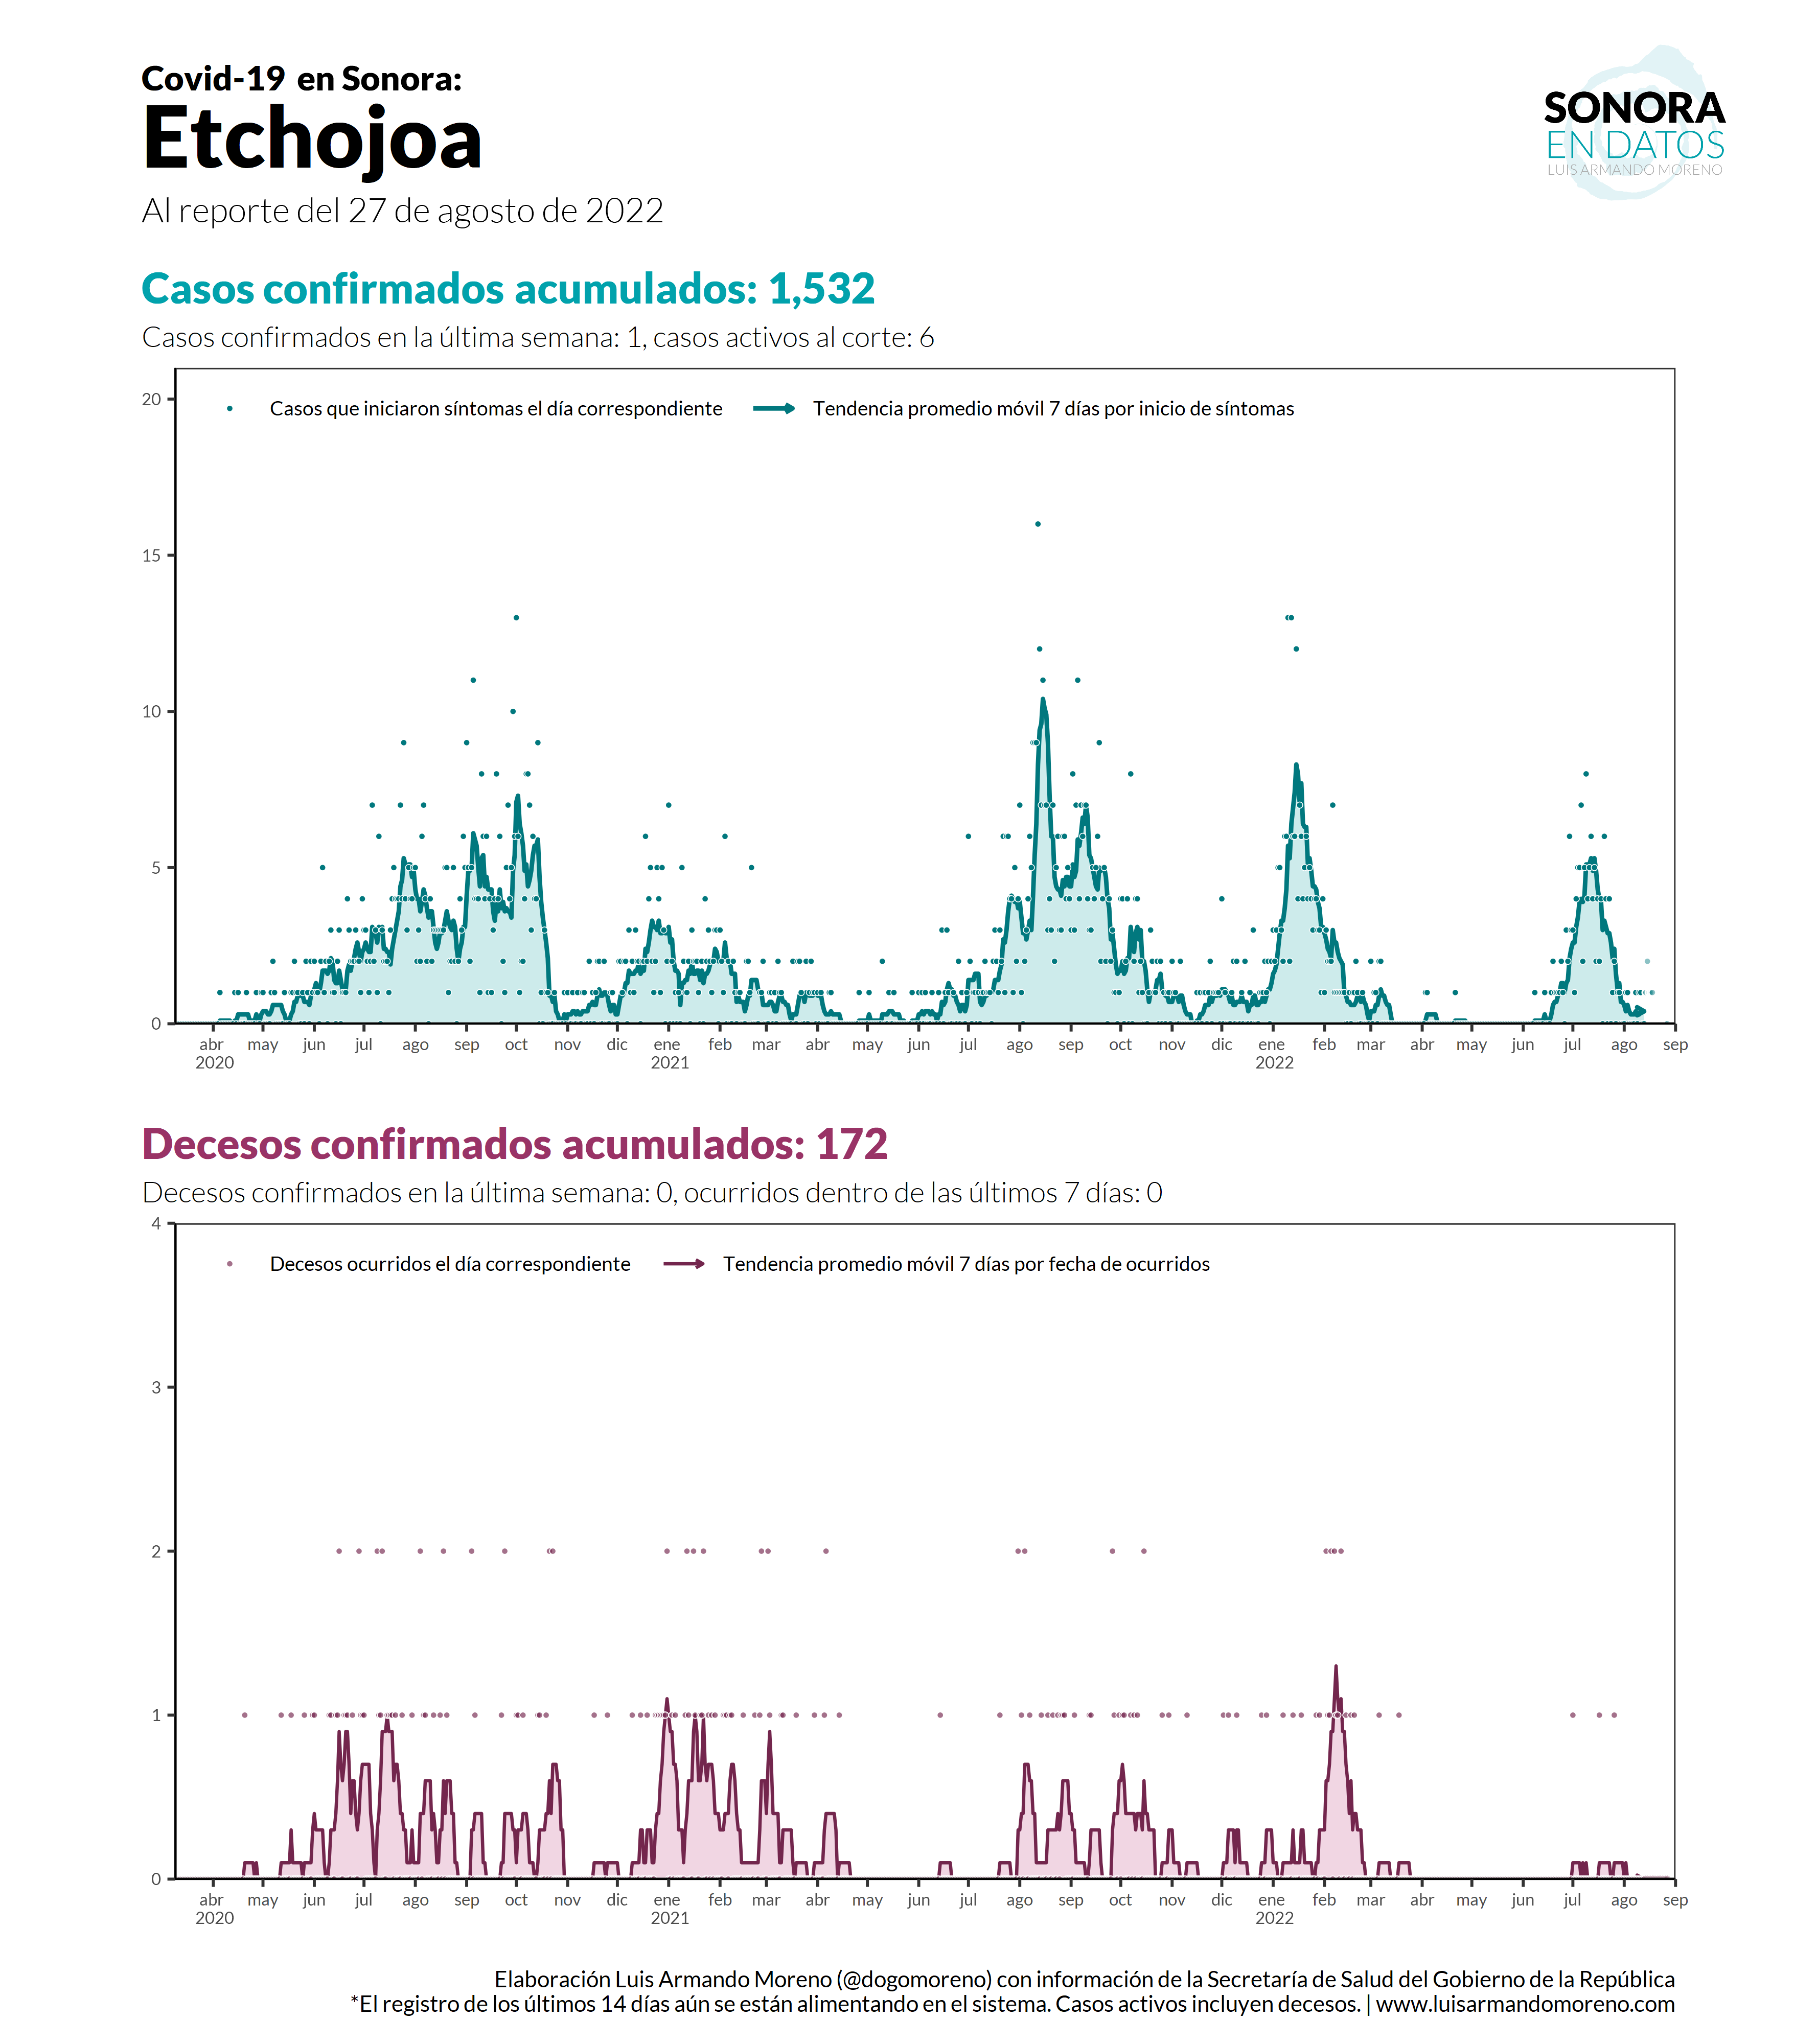 Covid-19 en Sonora:
Etchojoa
Al reporte del 27 de agosto de 2022
SONORA
EN DATOS
LUIS ARMANDO MORENO
Casos confirmados acumulados: 1,532
Casos confirmados en la última semana: 1, casos activos al corte: 6
Casos que iniciaron síntomas el día correspondiente Tendencia promedio móvil 7 días por inicio de síntomas
20
15
10
5
0
abr may jun jul ago sep oct nov dic ene feb mar abr may jun jul ago sep oct nov dic ene feb mar abr may jun jul ago sep
2020 2021 2022
Decesos confirmados acumulados: 172
Decesos confirmados en la última semana: 0, ocurridos dentro de las últimos 7 días: 0
4
Decesos ocurridos el día correspondiente Tendencia promedio móvil 7 días por fecha de ocurridos
3
2
1
0
abr may jun jul ago sep oct nov dic ene feb mar abr may jun jul ago sep oct nov dic ene feb mar abr may jun jul ago sep
2020 2021 2022
Elaboración Luis Armando Moreno (@dogomoreno) con información de la Secretaría de Salud del Gobierno de la República
*El registro de los últimos 14 días aún se están alimentando en el sistema. Casos activos incluyen decesos. | www.luisarmandomoreno.com